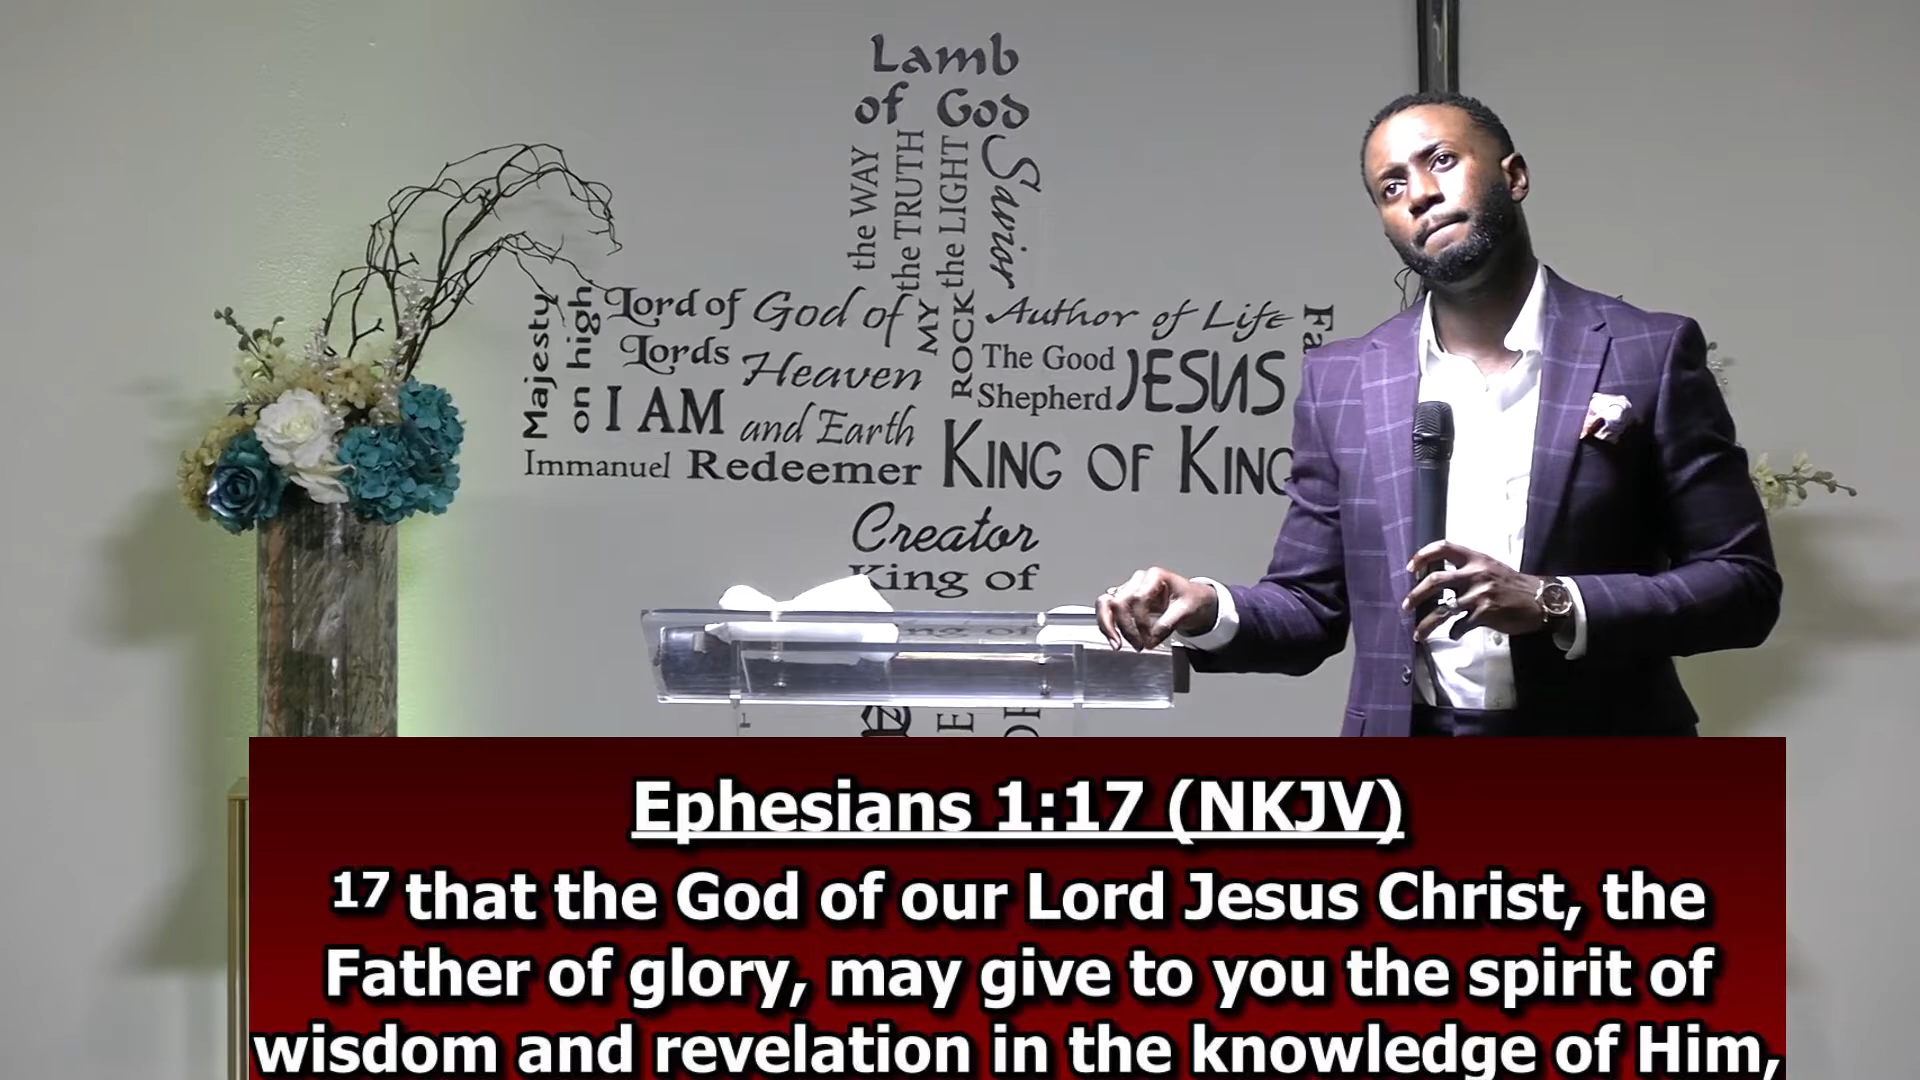 Lamb
of God
the WAY
the TRUTH
MY
ROCK
the LIGHT
Savior
Majesty
on high
Lord of
Lords
God of
Heaven
and Earth
I AM
Immanuel
Redeemer
Author of Life
The Good
Shepherd
JESUS
KING OF KING
Creator
King of
Ephesians 1:17 (NKJV)
17 that the God of our Lord Jesus Christ, the
Father of glory, may give to you the spirit of
wisdom and revelation in the knowledge of Him,